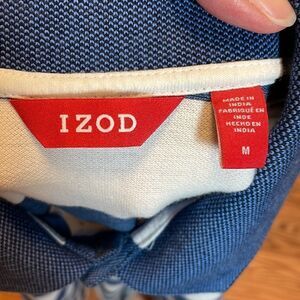 IZOD
MADE IN
INDIA
FABRIQUÉ EN
INDE
HECHO EN
INDIA
M